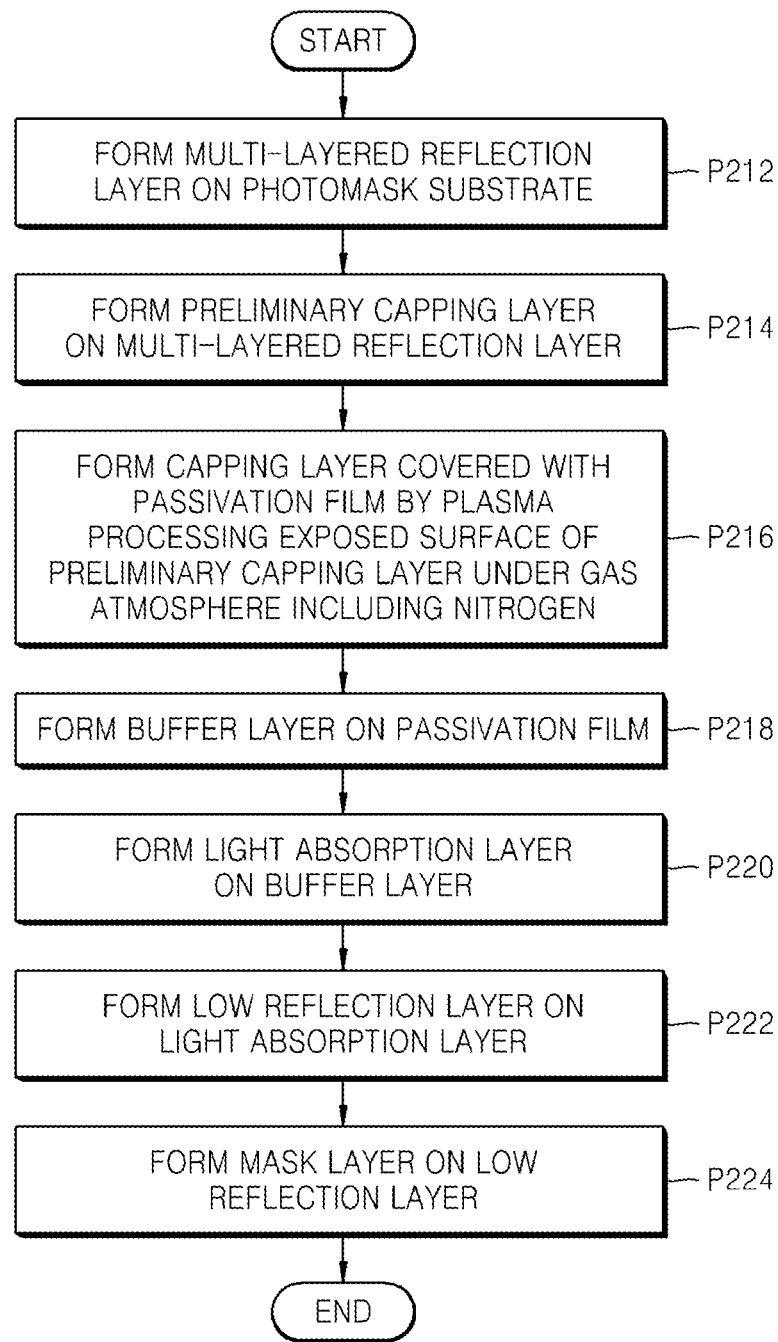 START
FORM MULTI-LAYERED REFLECTION
LAYER ON PHOTOMASK SUBSTRATE
P212
FORM PRELIMINARY CAPPING LAYER
ON MULTI-LAYERED REFLECTION LAYER
P214
FORM CAPPING LAYER COVERED WITH
PASSIVATION FILM BY PLASMA
PROCESSING EXPOSED SURFACE OF
PRELIMINARY CAPPING LAYER UNDER GAS
ATMOSPHERE INCLUDING NITROGEN
P216
FORM BUFFER LAYER ON PASSIVATION FILM
P218
FORM LIGHT ABSORPTION LAYER
ON BUFFER LAYER
P220
FORM LOW REFLECTION LAYER ON
LIGHT ABSORPTION LAYER
P222
FORM MASK LAYER ON LOW
REFLECTION LAYER
P224
END